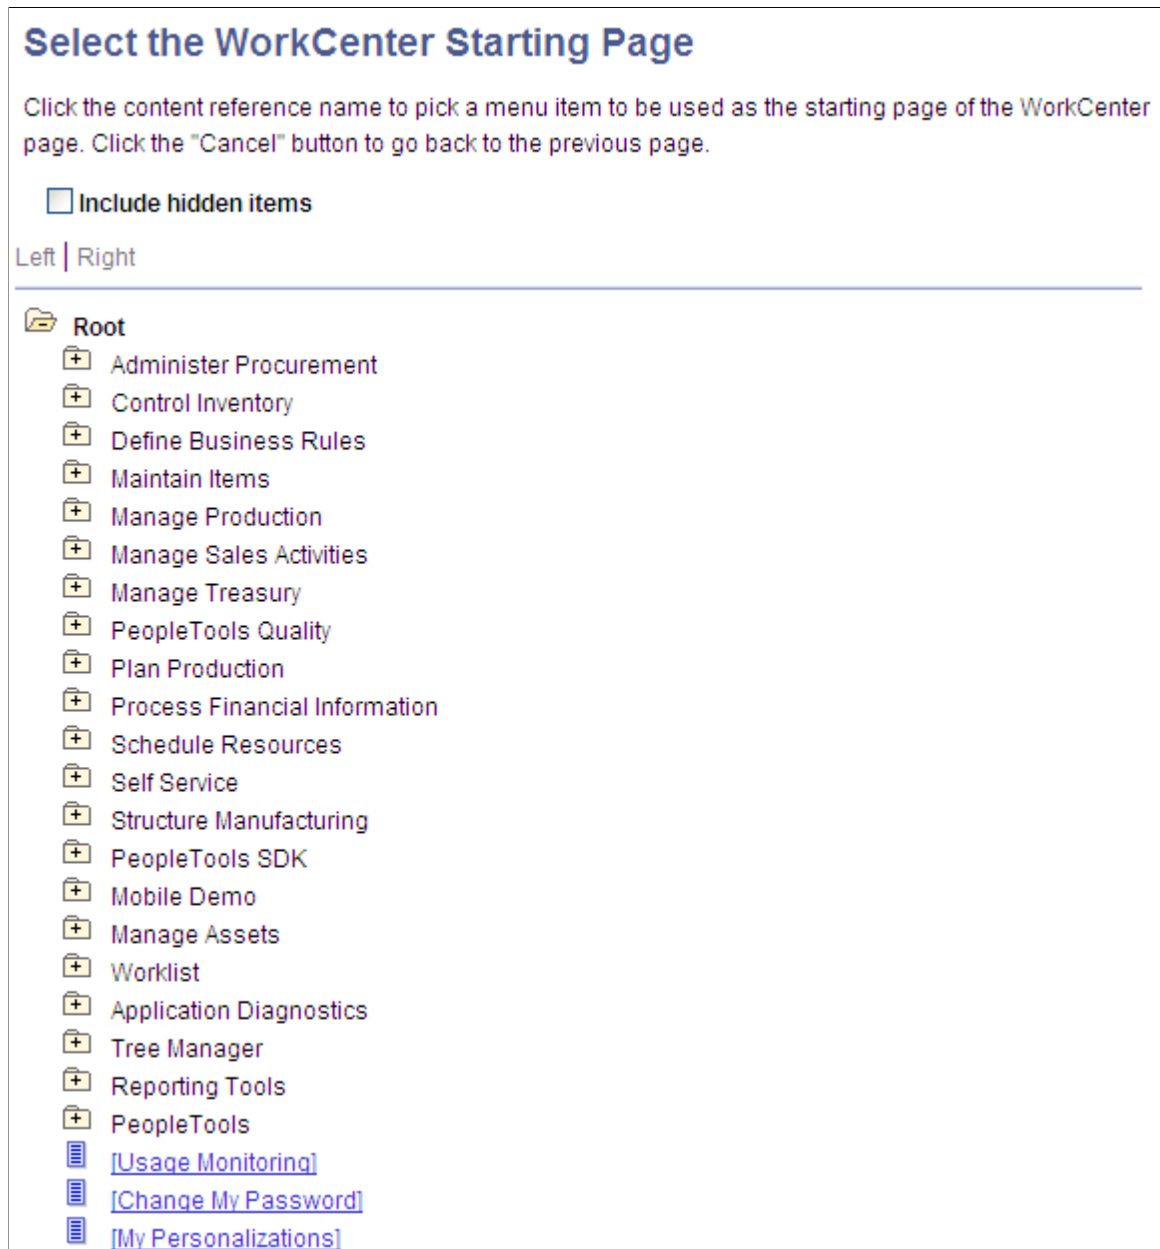 Select the WorkCenter Starting Page
Click the content reference name to pick a menu item to be used as the starting page of the WorkCenter
page. Click the "Cancel" button to go back to the previous page.
Include hidden items
Left | Right
Root
Administer Procurement
Control Inventory
Define Business Rules
Maintain Items
Manage Production
Manage Sales Activities
Manage Treasury
PeopleTools Quality
Plan Production
Process Financial Information
Schedule Resources
Self Service
Structure Manufacturing
PeopleTools SDK
Mobile Demo
Manage Assets
Worklist
Application Diagnostics
Tree Manager
Reporting Tools
PeopleTools
[Usage Monitoring]
[Change My Password]
[My Personalizations]